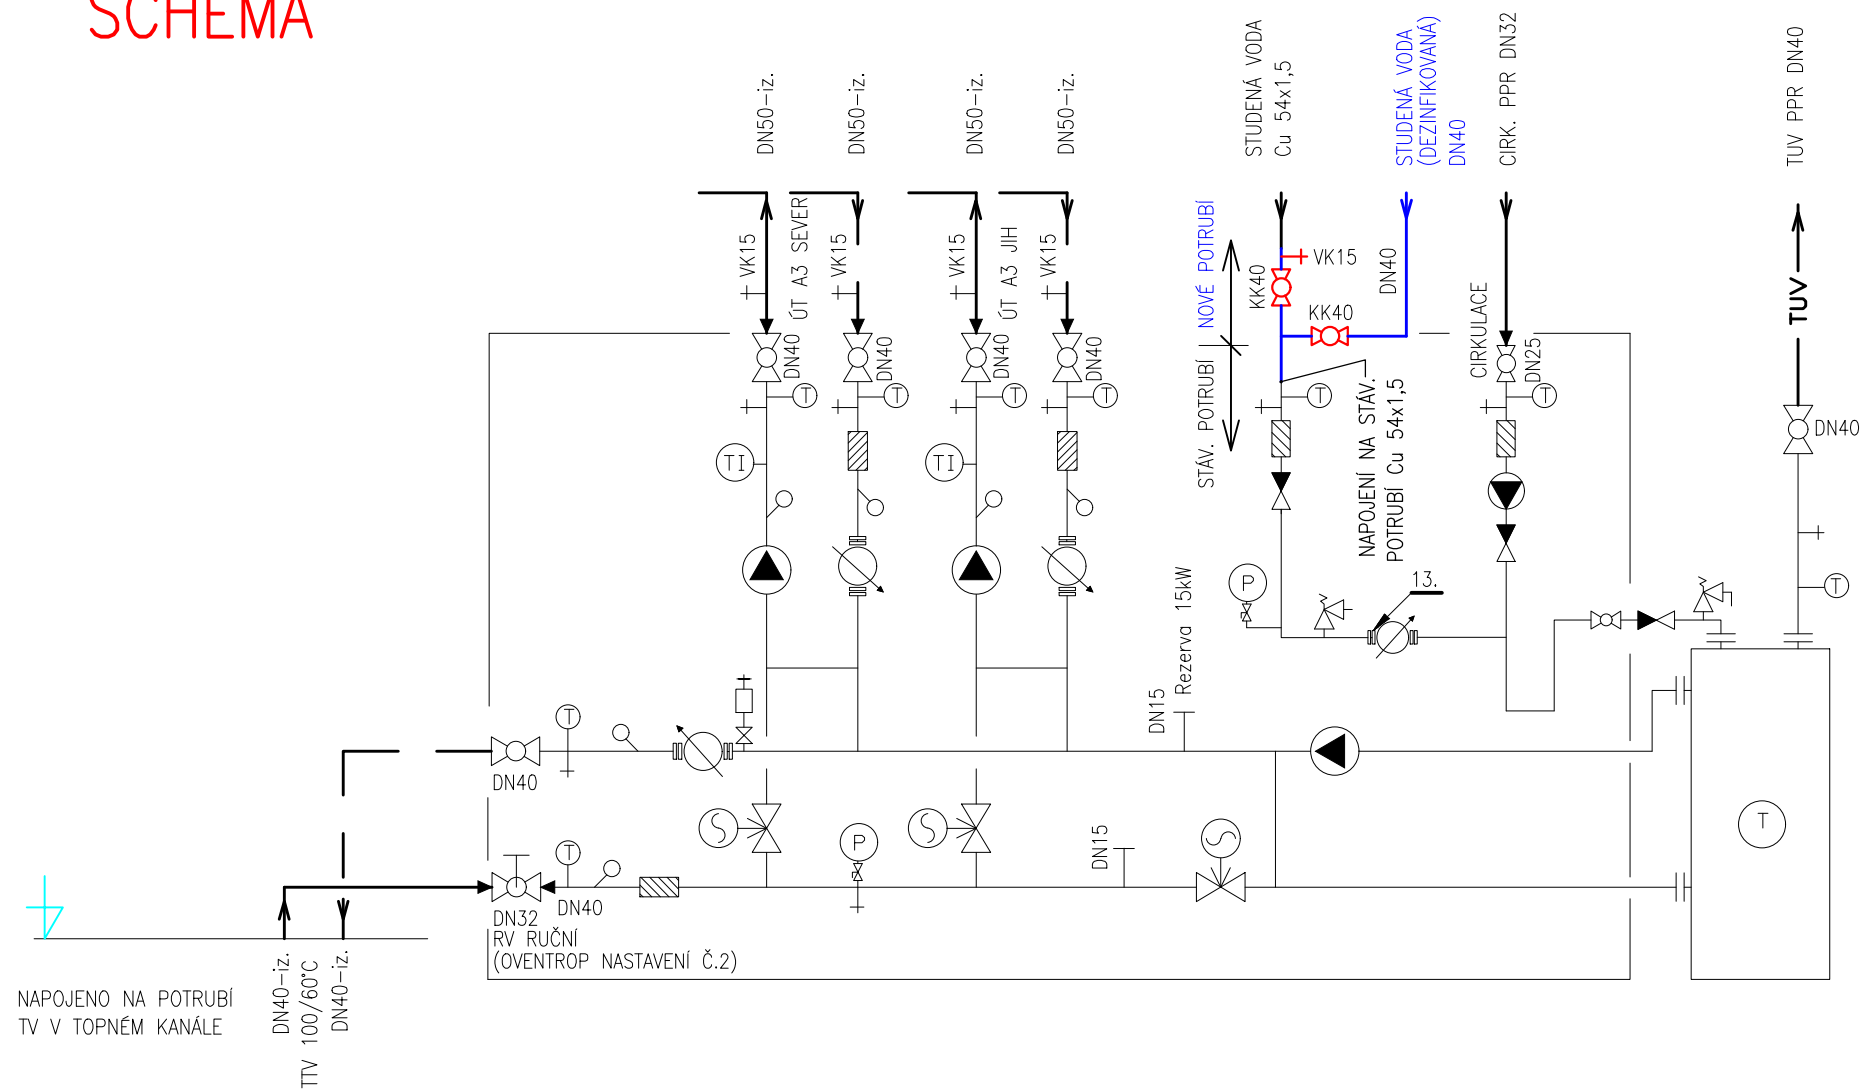 SCHÉMA
DN50-iz.
DN50-iz.
DN50-iz.
DN50-iz.
STUDENÁ VODA
Cu 54x1,5
STUDENÁ VODA
(DEZINFIKOVANÁ)
DN40
CIRK. PPR DN32
TUV PPR DN40
VK15
ÚT A3 SEVER
VK15
VK15
ÚT A3 JIH
VK15
NOVÉ POTRUBÍ
STÁV. POTRUBÍ
KK40
VK15
KK40
DN40
CIRKULACE
DN25
TUV
DN40
DN40
DN40
DN40
DN40
T
T
T
T
T
T
TI
TI
NAPOJENÍ NA STÁV.
POTRUBÍ Cu 54x1,5
P
13.
T
Rezerva 15kW
DN15
T
DN40
P
DN15
T
T
DN32
DN40
RV RUČNÍ
(OVENTROP NASTAVENÍ Č.2)
NAPOJENO NA POTRUBÍ
TV V TOPNÉM KANÁLE
DN40-iz.
TTV 100/60°C
DN40-iz.